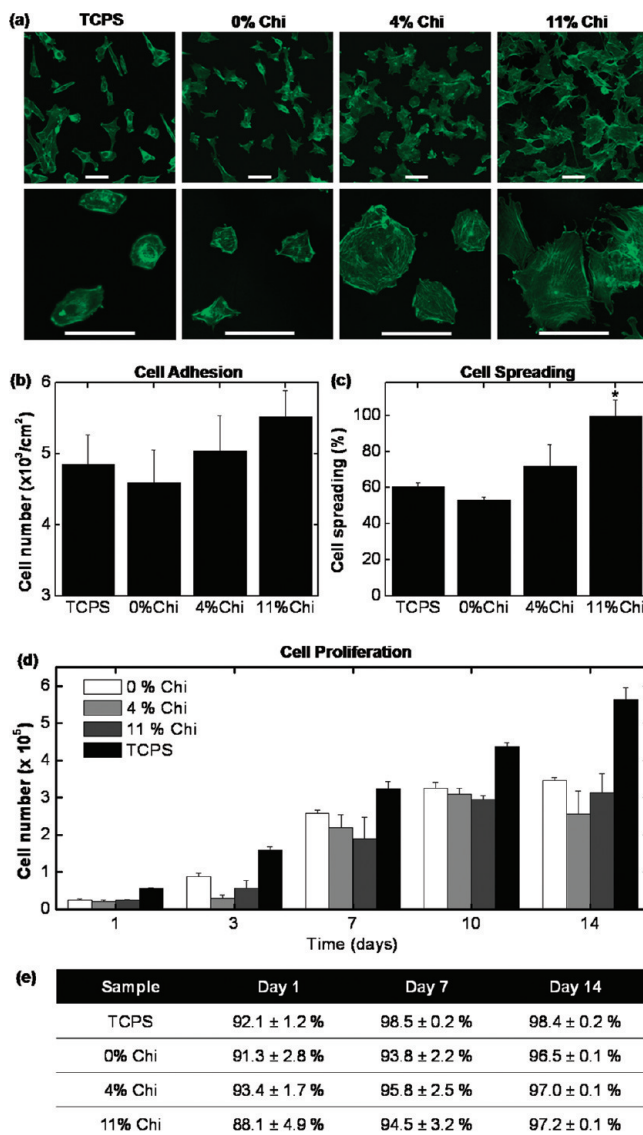 (a) TCPS 0% Chi 4% Chi 11% Chi
(b) Cell Adhesion
Cell number (x10³/cm²)
6
5
4
3
TCPS 0%Chi 4%Chi 11%Chi
(c) Cell Spreading
Cell spreading (%)
100
80
60
40
20
0
*
TCPS 0%Chi 4%Chi 11%Chi
(d) Cell Proliferation
Cell number (x 10⁵)
6
5
4
3
2
1
0
0 % Chi
4 % Chi
11 % Chi
TCPS
1 3 7 10 14
Time (days)
(e)
Sample Day 1 Day 7 Day 14
TCPS 92.1 ± 1.2 % 98.5 ± 0.2 % 98.4 ± 0.2 %
0% Chi 91.3 ± 2.8 % 93.8 ± 2.2 % 96.5 ± 0.1 %
4% Chi 93.4 ± 1.7 % 95.8 ± 2.5 % 97.0 ± 0.1 %
11% Chi 88.1 ± 4.9 % 94.5 ± 3.2 % 97.2 ± 0.1 %